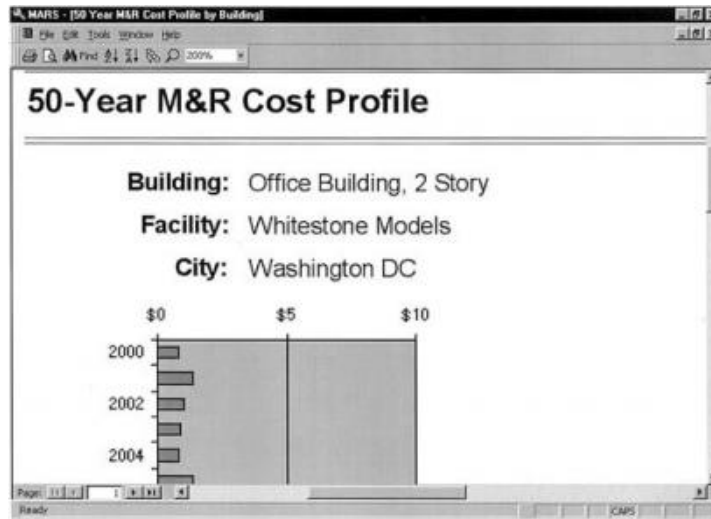 MARS - [50 Year M&R Cost Profile by Building]
File Edit Tools Window Help
Find 200%
50-Year M&R Cost Profile
Building: Office Building, 2 Story
Facility: Whitestone Models
City: Washington DC
$0 $5 $10
2000
2002
2004
Page: 1
Ready CAPS